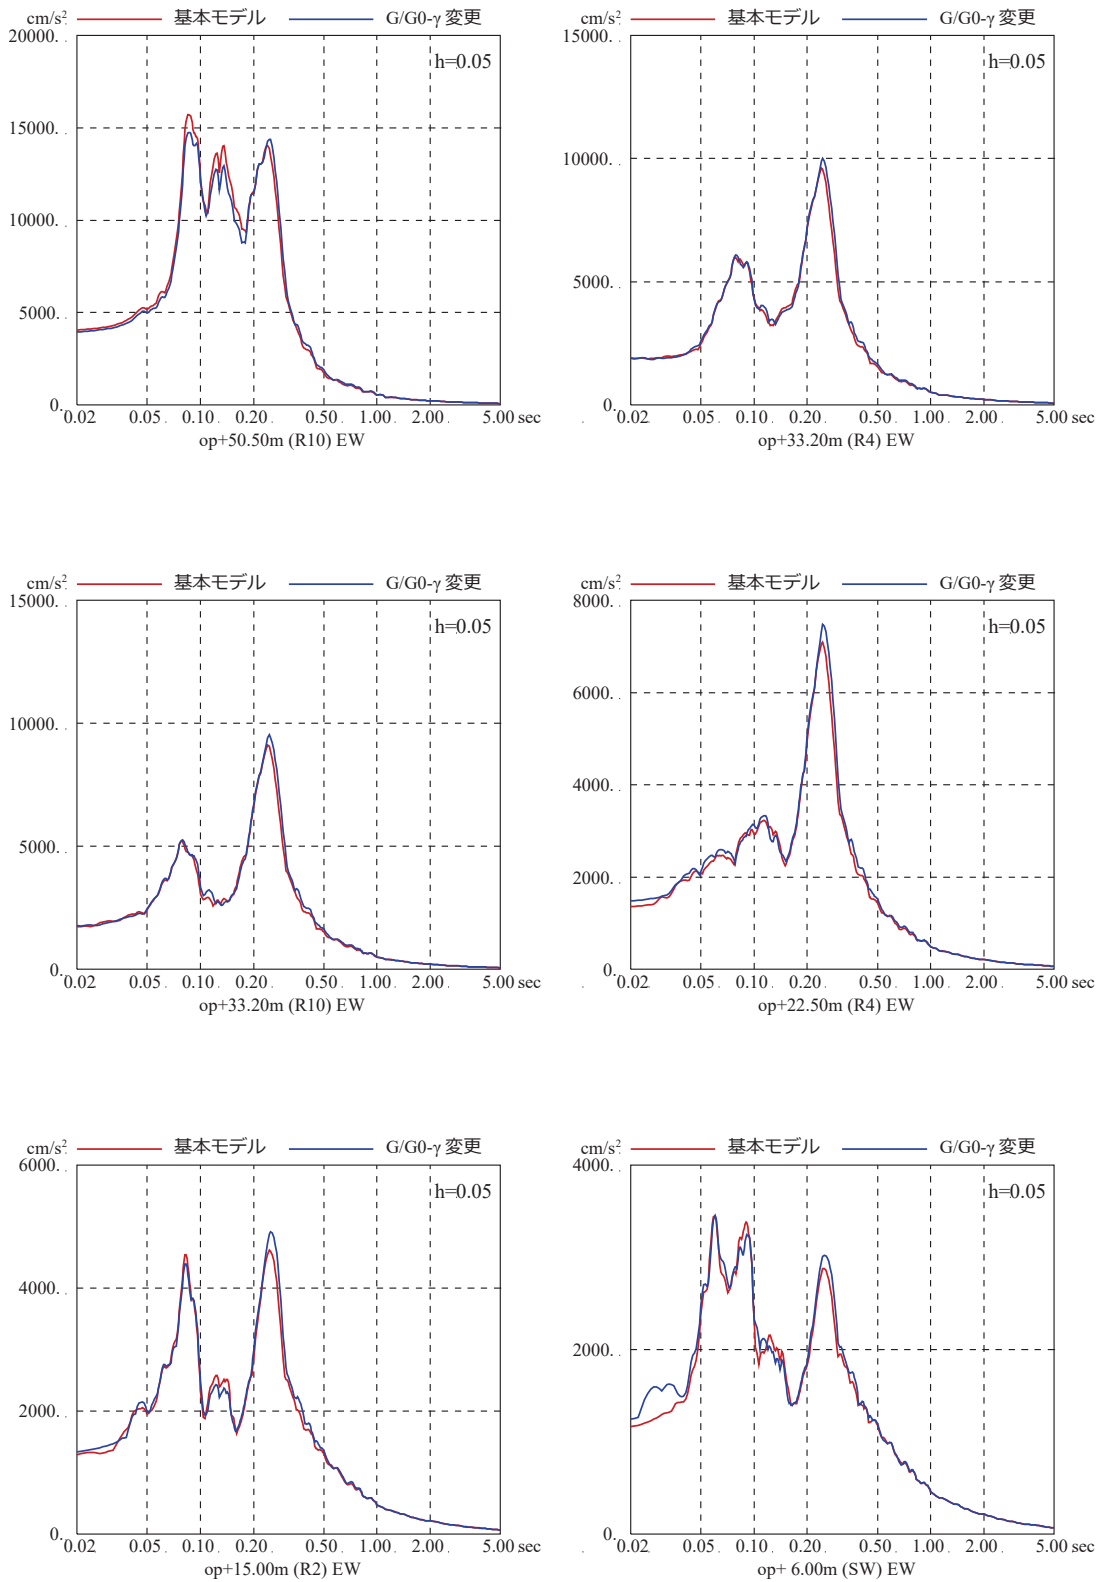 cm/s² 基本モデル G/G0-γ 変更
20000.
h=0.05
15000.
10000.
5000.
0.
0.02 0.05 0.10 0.20 0.50 1.00 2.00 5.00 sec
op+50.50m (R10) EW
cm/s² 基本モデル G/G0-γ 変更
15000.
h=0.05
10000.
5000.
0.
0.02 0.05 0.10 0.20 0.50 1.00 2.00 5.00 sec
op+33.20m (R4) EW
cm/s² 基本モデル G/G0-γ 変更
15000.
h=0.05
10000.
5000.
0.
0.02 0.05 0.10 0.20 0.50 1.00 2.00 5.00 sec
op+33.20m (R10) EW
cm/s² 基本モデル G/G0-γ 変更
8000.
h=0.05
6000.
4000.
2000.
0.
0.02 0.05 0.10 0.20 0.50 1.00 2.00 5.00 sec
op+22.50m (R4) EW
cm/s² 基本モデル G/G0-γ 変更
6000.
h=0.05
4000.
2000.
0.
0.02 0.05 0.10 0.20 0.50 1.00 2.00 5.00 sec
op+15.00m (R2) EW
cm/s² 基本モデル G/G0-γ 変更
4000.
h=0.05
2000.
0.
0.02 0.05 0.10 0.20 0.50 1.00 2.00 5.00 sec
op+ 6.00m (SW) EW